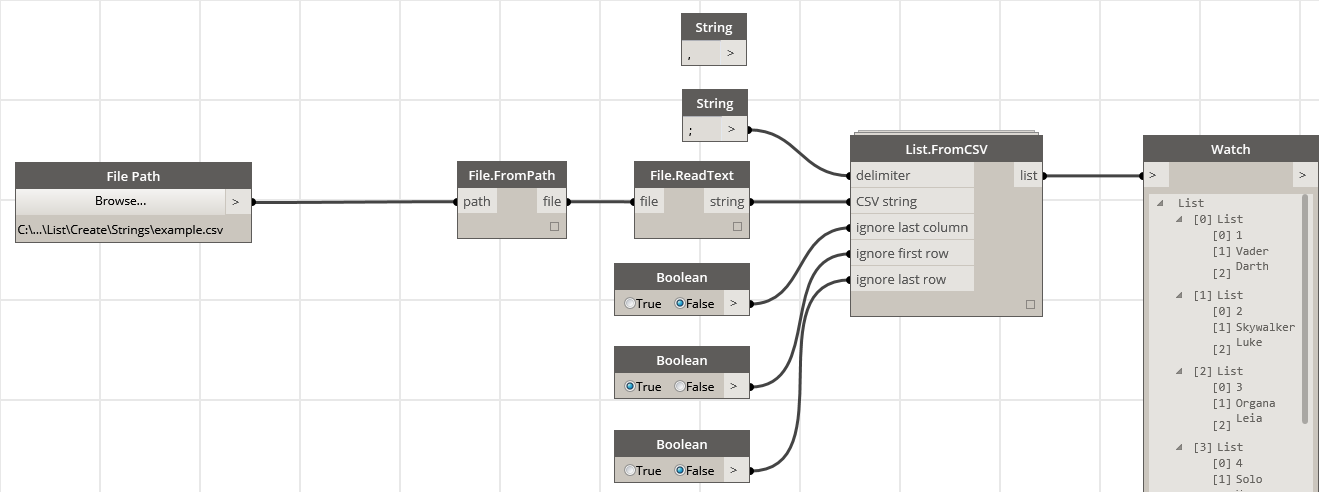 String
, >
String
; >
File Path
Browse... >
C:\...\List\Create\Strings\example.csv
File.FromPath
path file
File.ReadText
file string
Boolean
True False >
Boolean
True False >
Boolean
True False >
List.FromCSV
delimiter list
CSV string
ignore last column
ignore first row
ignore last row
Watch
> >
List
[0] List
[0] 1
[1] Vader
[2] Darth
[1] List
[0] 2
[1] Skywalker
[2] Luke
[2] List
[0] 3
[1] Organa
[2] Leia
[3] List
[0] 4
[1] Solo